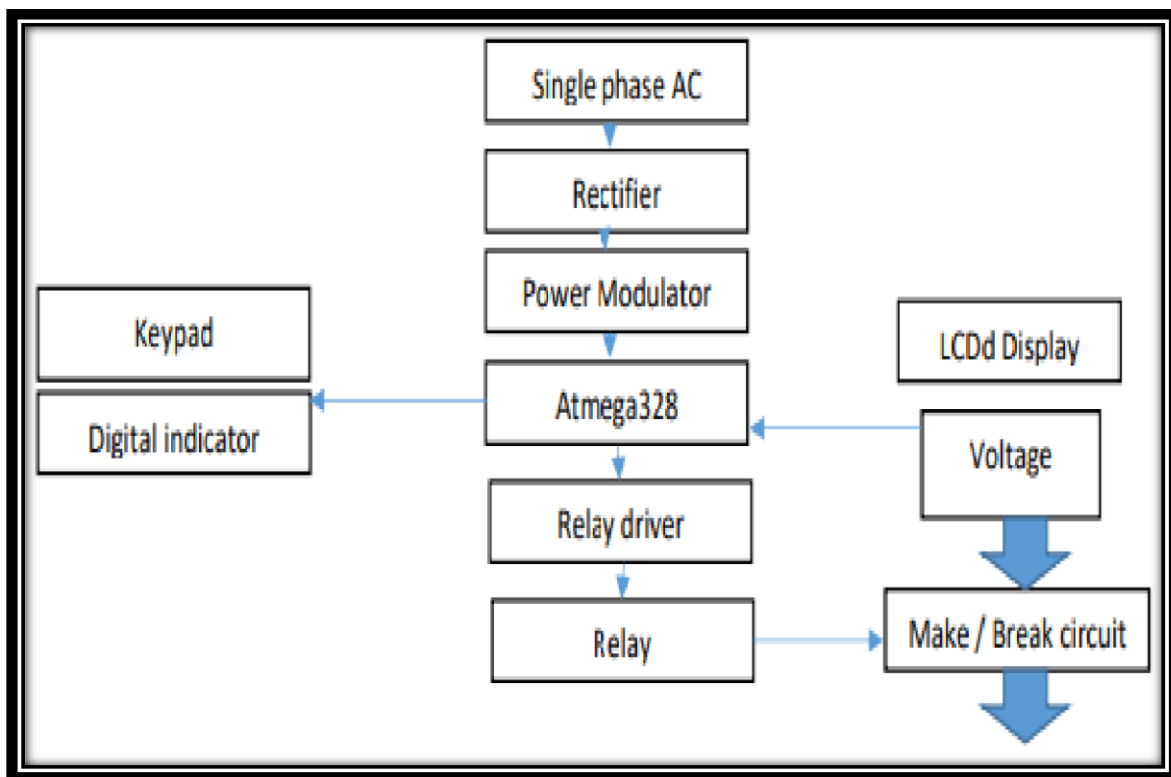 Single phase AC
Rectifier
Power Modulator
Keypad
LCDd Display
Atmega328
Digital indicator
Voltage
Relay driver
Relay
Make / Break circuit